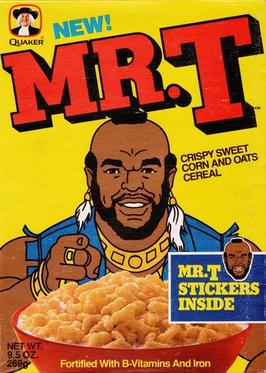 QUAKER
NEW!
MR.T
TM
CRISPY SWEET
CORN AND OATS
CEREAL
MR.T
STICKERS
INSIDE
NET WT.
9.5 OZ.
269g
Fortified With B-Vitamins And Iron